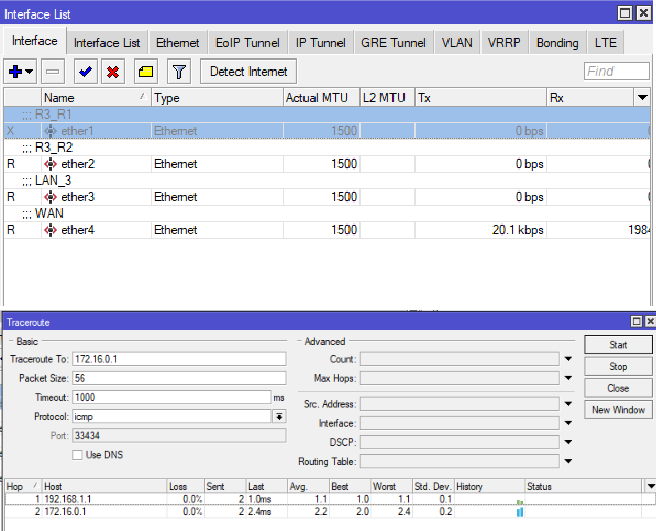 Interface List
Interface Interface List Ethernet EoIP Tunnel IP Tunnel GRE Tunnel VLAN VRRP Bonding LTE
Detect Internet Find
Name Type Actual MTU L2 MTU Tx Rx
;;; R3_R1
X ether1 Ethernet 1500 0 bps
;;; R3_R2
R ether2 Ethernet 1500 0 bps
;;; LAN_3
R ether3 Ethernet 1500 0 bps
;;; WAN
R ether4 Ethernet 1500 20.1 kbps 1984
Traceroute
Basic Advanced Start
Traceroute To: 172.16.0.1 Count: Stop
Packet Size: 56 Max Hops: Close
Timeout: 1000 ms Src. Address: New Window
Protocol: icmp Interface:
Port: 33434 DSCP:
Use DNS Routing Table:
Hop Host Loss Sent Last Avg. Best Worst Std. Dev. History Status
1 192.168.1.1 0.0% 2 1.0ms 1.1 1.0 1.1 0.1
2 172.16.0.1 0.0% 2 2.4ms 2.2 2.0 2.4 0.2